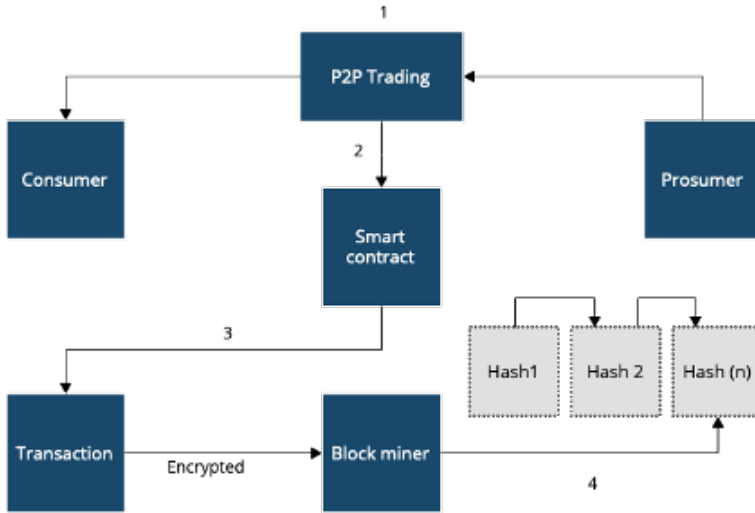 1
P2P Trading
Consumer
2
Prosumer
Smart
contract
3
Hash1
Hash 2
Hash (n)
Transaction
Encrypted
Block miner
4